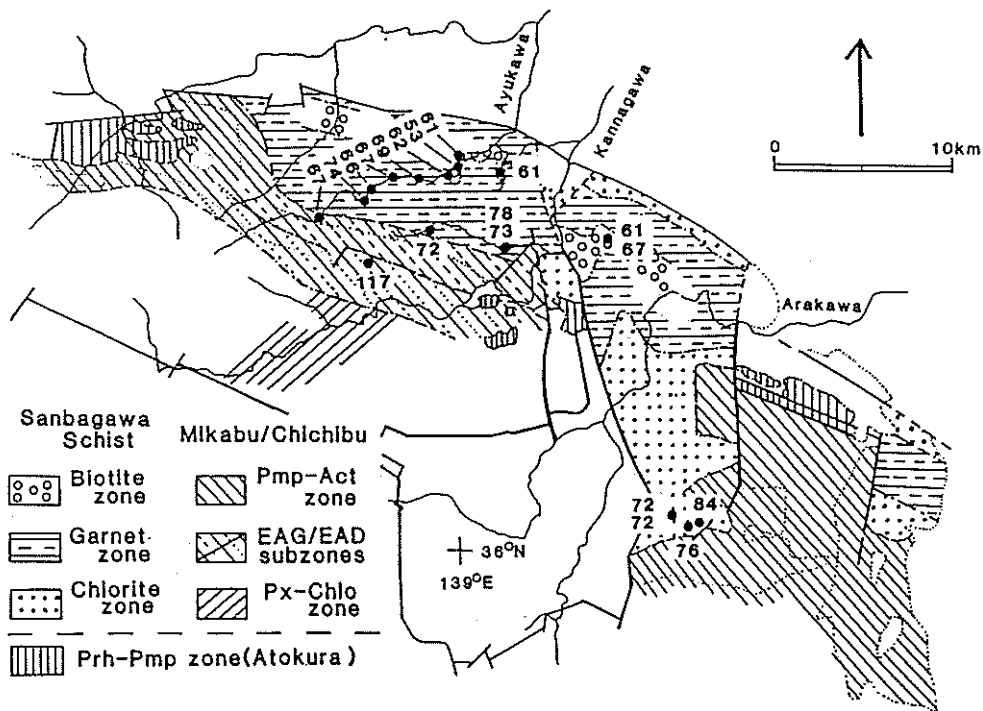 Ayukawa
Kannagawa
0 10km
61
53
62
69
67
66
74
67
61
78
73
72
117
61
67
Arakawa
Sanbagawa Schist
Mikabu/Chichibu
Biotite zone
Pmp-Act zone
Garnet zone
EAG/EAD subzones
Chlorite zone
Px-Chlo zone
Prh-Pmp zone(Atokura)
36°N
139°E
72
72
84
76